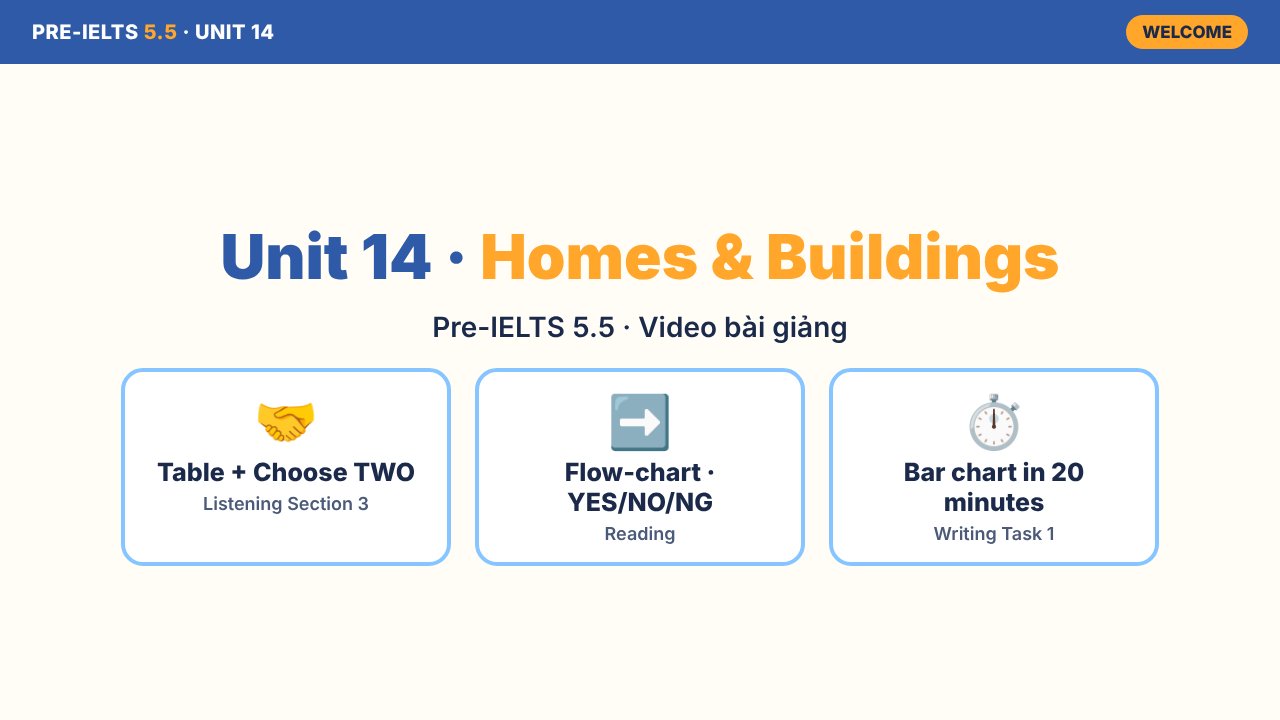 PRE-IELTS 5.5 · UNIT 14
WELCOME
Unit 14 · Homes & Buildings
Pre-IELTS 5.5 · Video bài giảng
Table + Choose TWO
Listening Section 3
Flow-chart ·
YES/NO/NG
Reading
Bar chart in 20
minutes
Writing Task 1